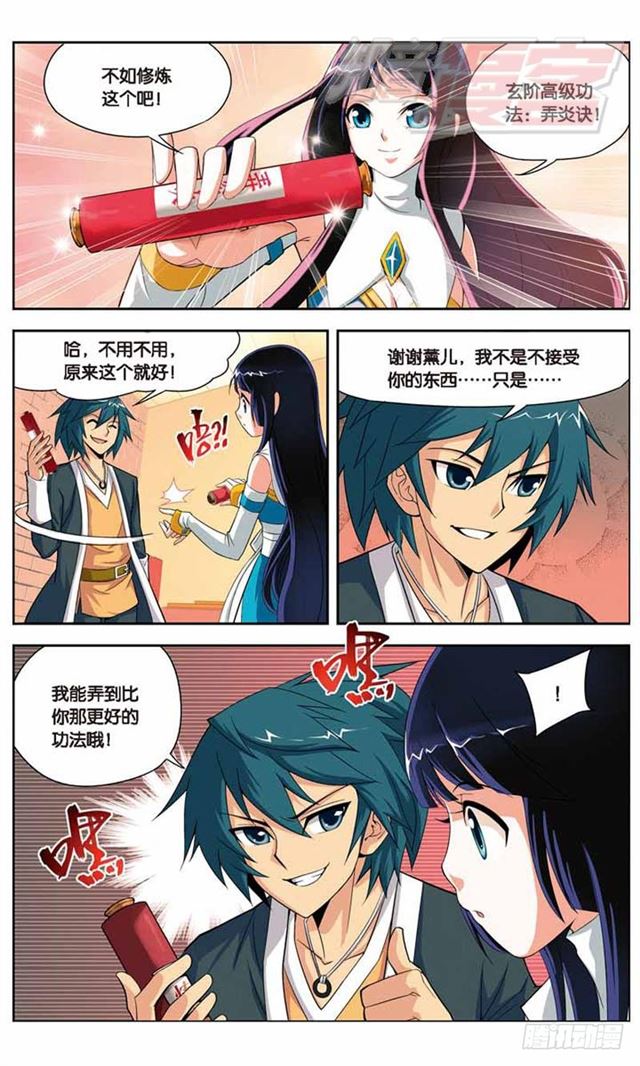 不如修炼
这个吧！
玄阶高级功
法：弄炎诀！
哈，不用不用，
原来这个就好！
唔?!
谢谢薰儿，我不是不接受
你的东西……只是……
我能弄到比
你那更好的
功法哦！
嘿
！
嘿
腾讯动漫